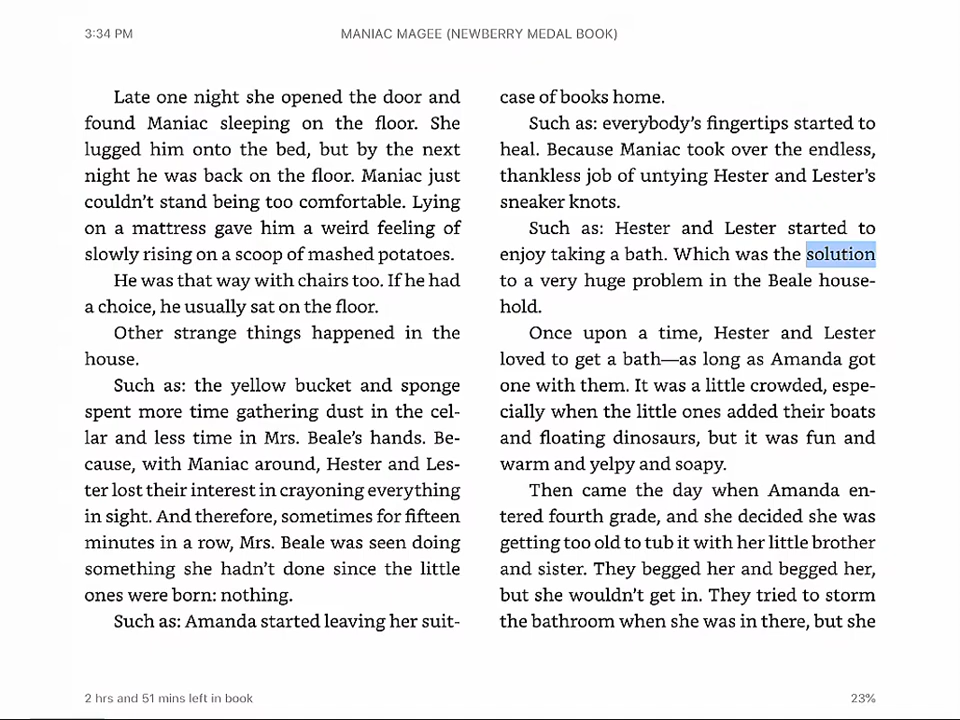 3:34 PM
MANIAC MAGEE (NEWBERRY MEDAL BOOK)
Late one night she opened the door and
found Maniac sleeping on the floor. She
lugged him onto the bed, but by the next
night he was back on the floor. Maniac just
couldn't stand being too comfortable. Lying
on a mattress gave him a weird feeling of
slowly rising on a scoop of mashed potatoes.
He was that way with chairs too. If he had
a choice, he usually sat on the floor.
Other strange things happened in the
house.
Such as: the yellow bucket and sponge
spent more time gathering dust in the cel-
lar and less time in Mrs. Beale's hands. Be-
cause, with Maniac around, Hester and Les-
ter lost their interest in crayoning everything
in sight. And therefore, sometimes for fifteen
minutes in a row, Mrs. Beale was seen doing
something she hadn't done since the little
ones were born: nothing.
Such as: Amanda started leaving her suit-
case of books home.
Such as: everybody's fingertips started to
heal. Because Maniac took over the endless,
thankless job of untying Hester and Lester's
sneaker knots.
Such as: Hester and Lester started to
enjoy taking a bath. Which was the solution
to a very huge problem in the Beale house-
hold.
Once upon a time, Hester and Lester
loved to get a bath—as long as Amanda got
one with them. It was a little crowded, espe-
cially when the little ones added their boats
and floating dinosaurs, but it was fun and
warm and yelpy and soapy.
Then came the day when Amanda en-
tered fourth grade, and she decided she was
getting too old to tub it with her little brother
and sister. They begged her and begged her,
but she wouldn't get in. They tried to storm
the bathroom when she was in there, but she
2 hrs and 51 mins left in book
23%